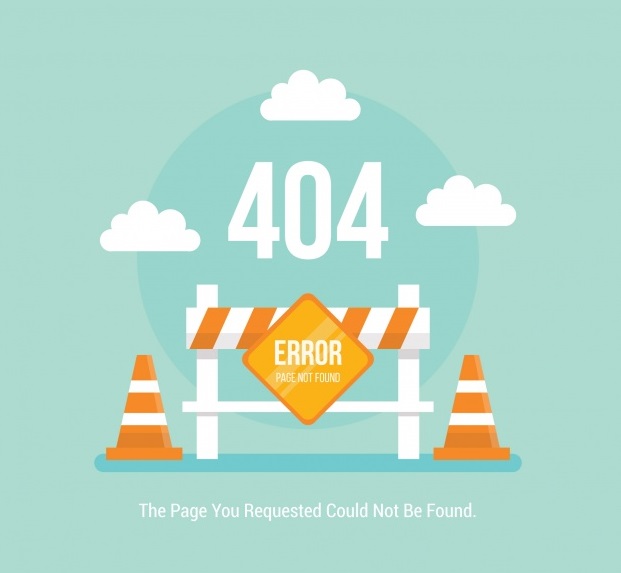 404
ERROR
PAGE NOT FOUND
The Page You Requested Could Not Be Found.